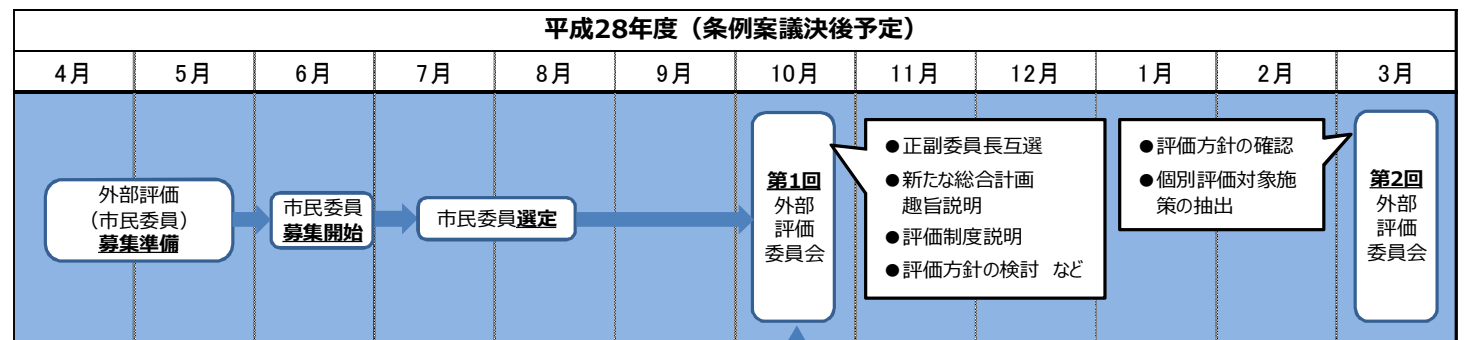 平成28年度（条例案議決後予定）
4月 5月 6月 7月 8月 9月 10月 11月 12月 1月 2月 3月
外部評価
（市民委員）
募集準備
市民委員
募集開始
市民委員選定
第1回
外部
評価
委員会
●正副委員長互選
●新たな総合計画
趣旨説明
●評価制度説明
●評価方針の検討 など
●評価方針の確認
●個別評価対象施
策の抽出
第2回
外部
評価
委員会